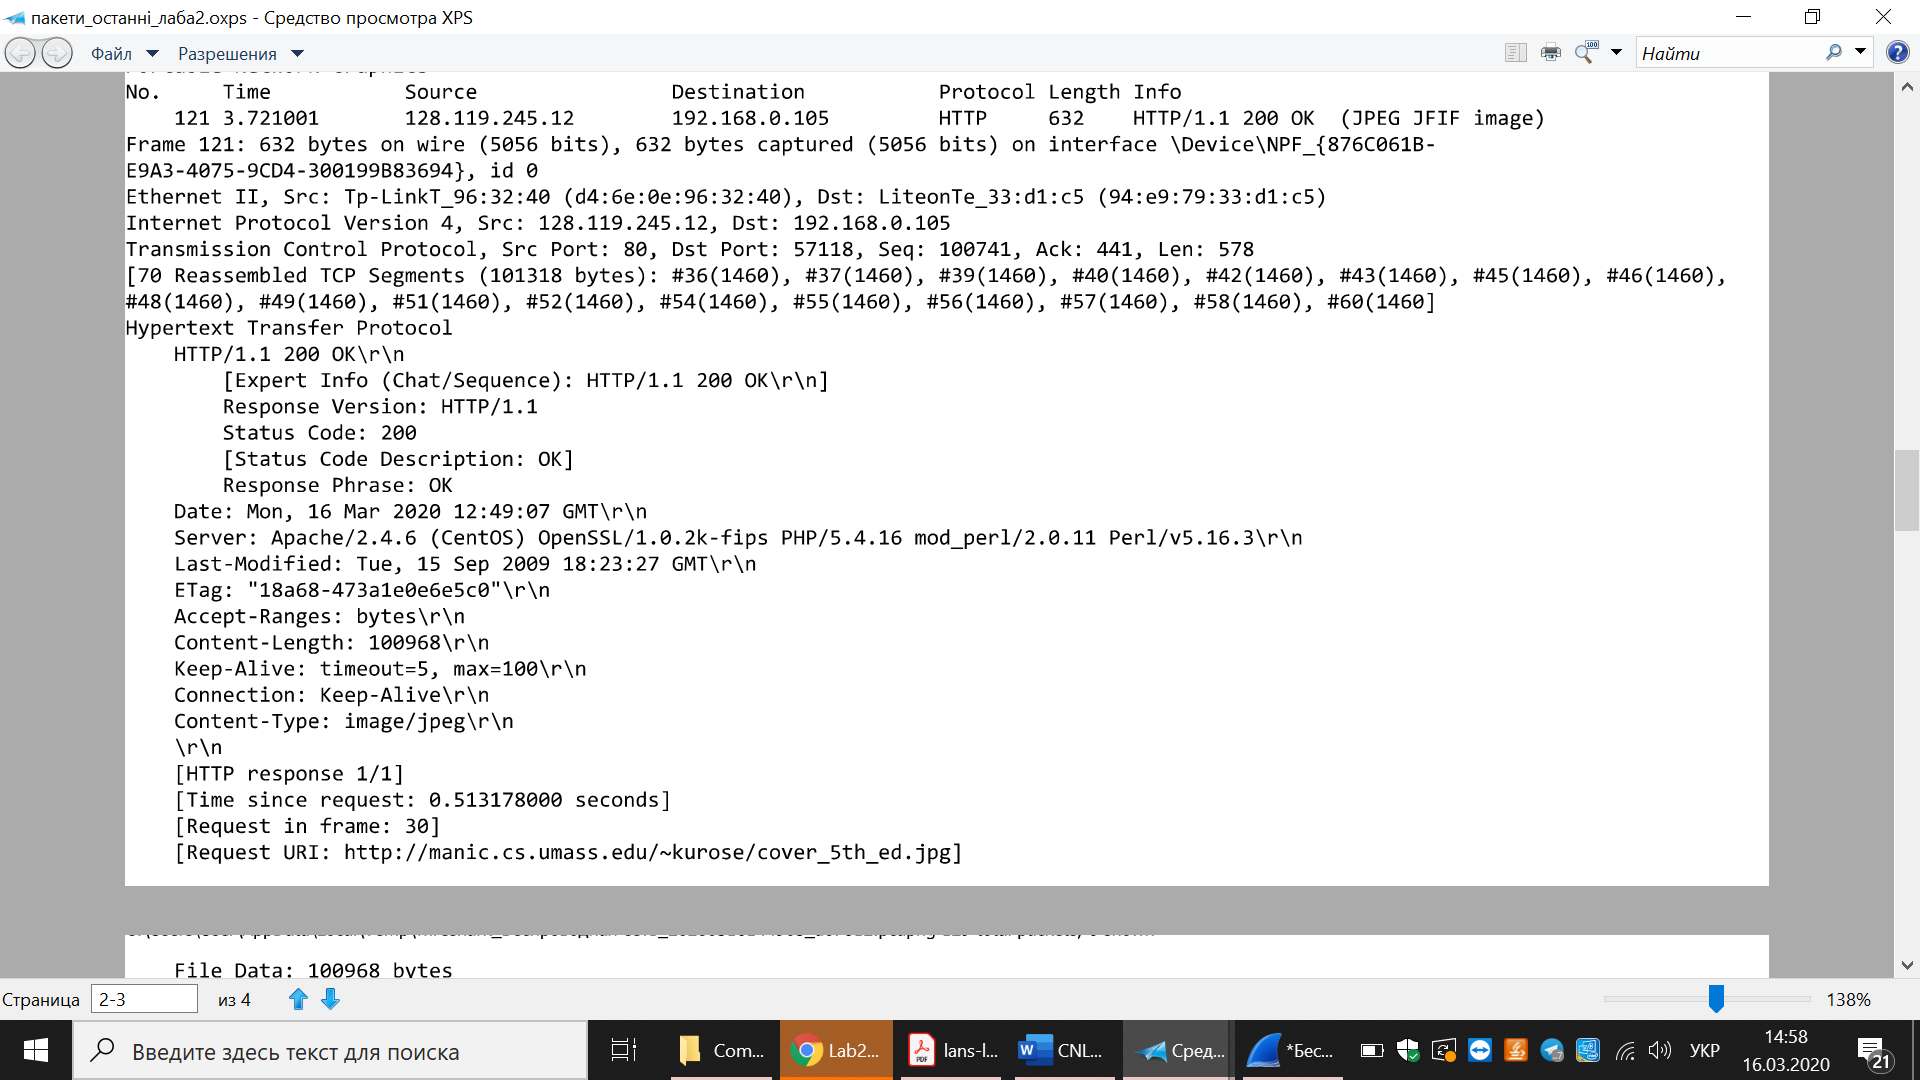 пакети_останні_лаба2.oxps - Средство просмотра XPS
Файл
Разрешения
100
Найти
No. Time Source Destination Protocol Length Info
121 3.721001 128.119.245.12 192.168.0.105 HTTP 632 HTTP/1.1 200 OK (JPEG JFIF image)
Frame 121: 632 bytes on wire (5056 bits), 632 bytes captured (5056 bits) on interface \Device\NPF_{876C061B-
E9A3-4075-9CD4-300199B83694}, id 0
Ethernet II, Src: Tp-LinkT_96:32:40 (d4:6e:0e:96:32:40), Dst: LiteonTe_33:d1:c5 (94:e9:79:33:d1:c5)
Internet Protocol Version 4, Src: 128.119.245.12, Dst: 192.168.0.105
Transmission Control Protocol, Src Port: 80, Dst Port: 57118, Seq: 100741, Ack: 441, Len: 578
[70 Reassembled TCP Segments (101318 bytes): #36(1460), #37(1460), #39(1460), #40(1460), #42(1460), #43(1460), #45(1460), #46(1460),
#48(1460), #49(1460), #51(1460), #52(1460), #54(1460), #55(1460), #56(1460), #57(1460), #58(1460), #60(1460]
Hypertext Transfer Protocol
HTTP/1.1 200 OK\r\n
[Expert Info (Chat/Sequence): HTTP/1.1 200 OK\r\n]
Response Version: HTTP/1.1
Status Code: 200
[Status Code Description: OK]
Response Phrase: OK
Date: Mon, 16 Mar 2020 12:49:07 GMT\r\n
Server: Apache/2.4.6 (CentOS) OpenSSL/1.0.2k-fips PHP/5.4.16 mod_perl/2.0.11 Perl/v5.16.3\r\n
Last-Modified: Tue, 15 Sep 2009 18:23:27 GMT\r\n
ETag: "18a68-473a1e0e6e5c0"\r\n
Accept-Ranges: bytes\r\n
Content-Length: 100968\r\n
Keep-Alive: timeout=5, max=100\r\n
Connection: Keep-Alive\r\n
Content-Type: image/jpeg\r\n
\r\n
[HTTP response 1/1]
[Time since request: 0.513178000 seconds]
[Request in frame: 30]
[Request URI: http://manic.cs.umass.edu/~kurose/cover_5th_ed.jpg]
File Data: 100968 bytes
Страница 2-3 из 4
138%
Введите здесь текст для поиска
Com...
Lab2...
lans-l...
CNL...
Сред...
*Бес...
УКР
14:58
16.03.2020
21